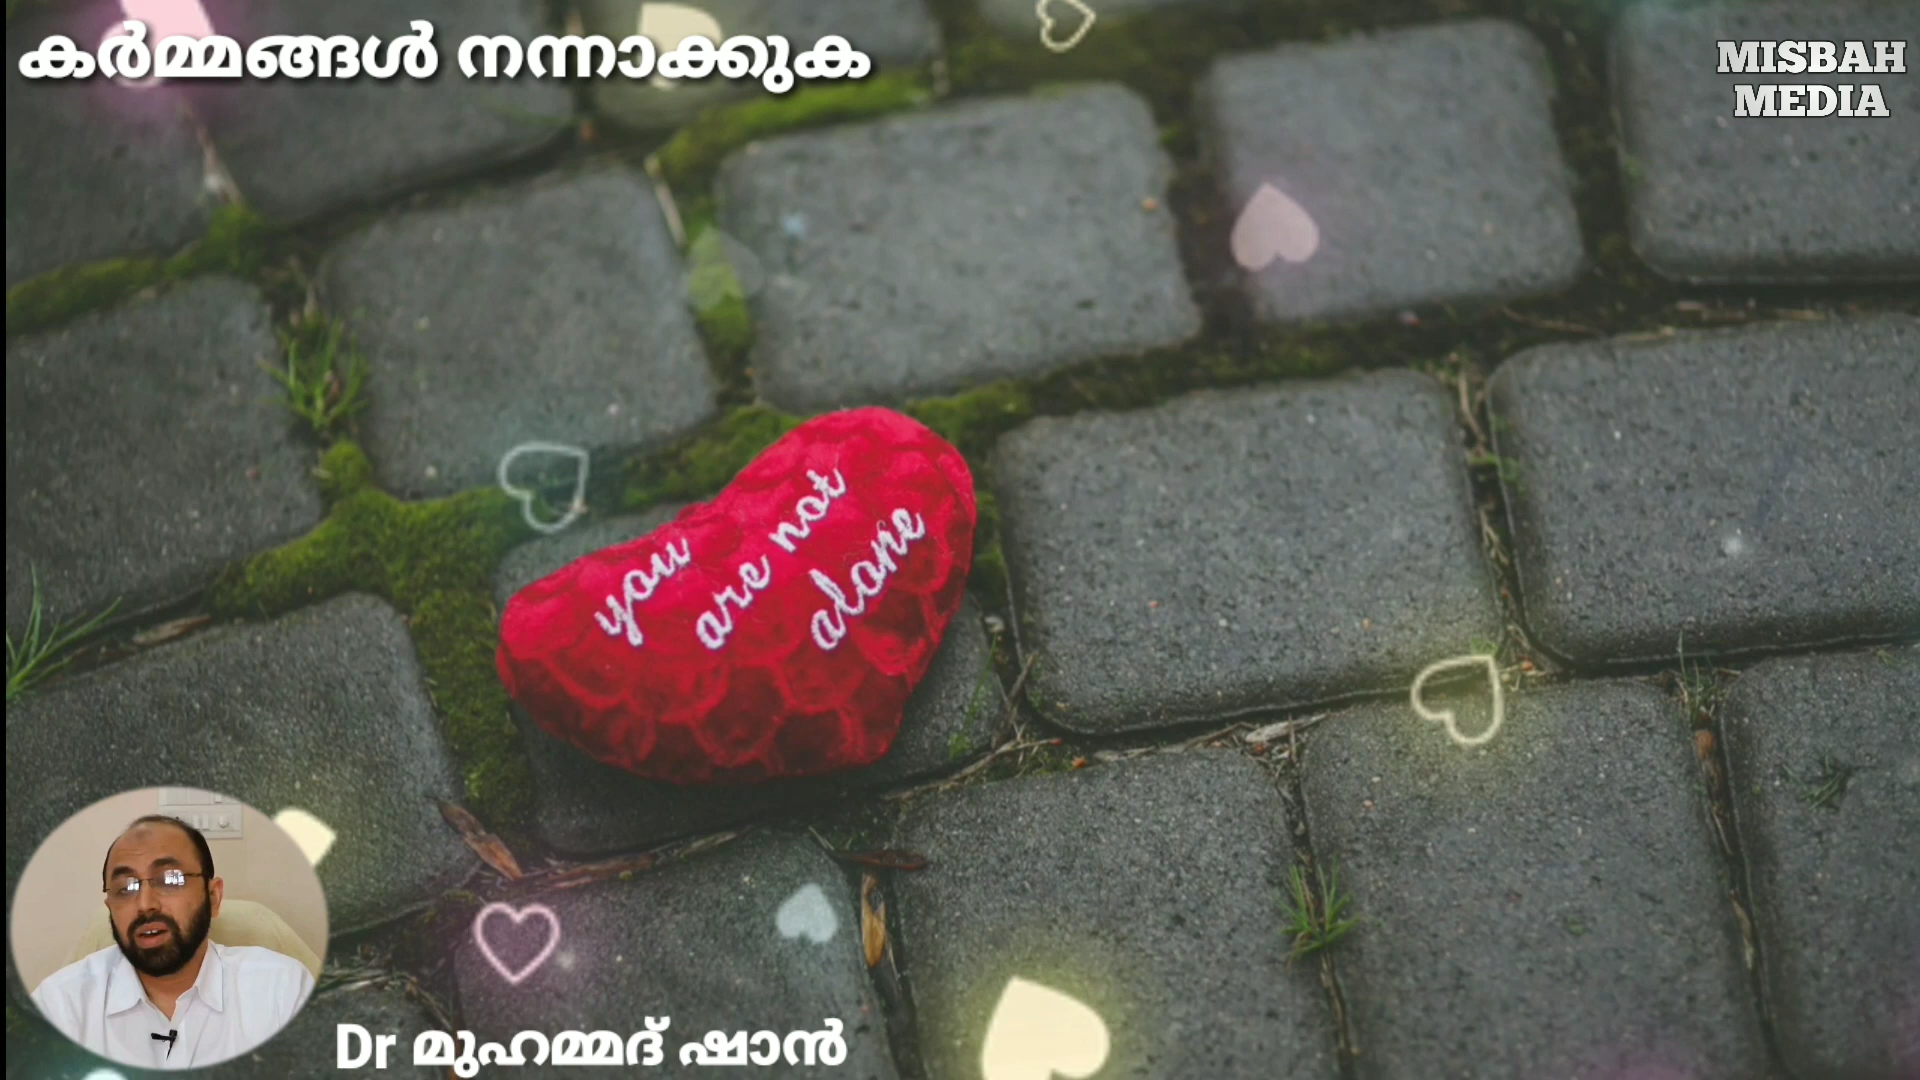 കർമ്മങ്ങൾ നന്നാക്കുക
MISBAH
MEDIA
you
are not
alone
Dr മുഹമ്മദ് ഷാൻ